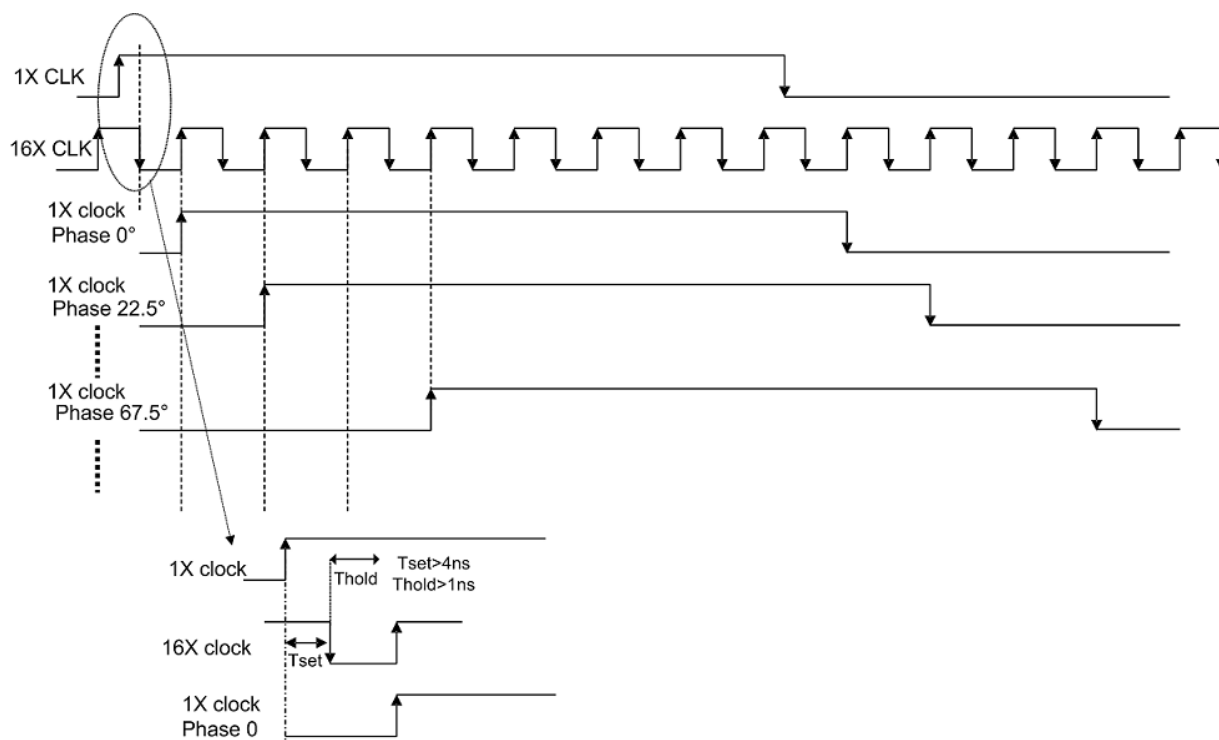 1X CLK
16X CLK
1X clock
Phase 0°
1X clock
Phase 22.5°
1X clock
Phase 67.5°
1X clock
Thold
Tset>4ns
Thold>1ns
16X clock
Tset
1X clock
Phase 0